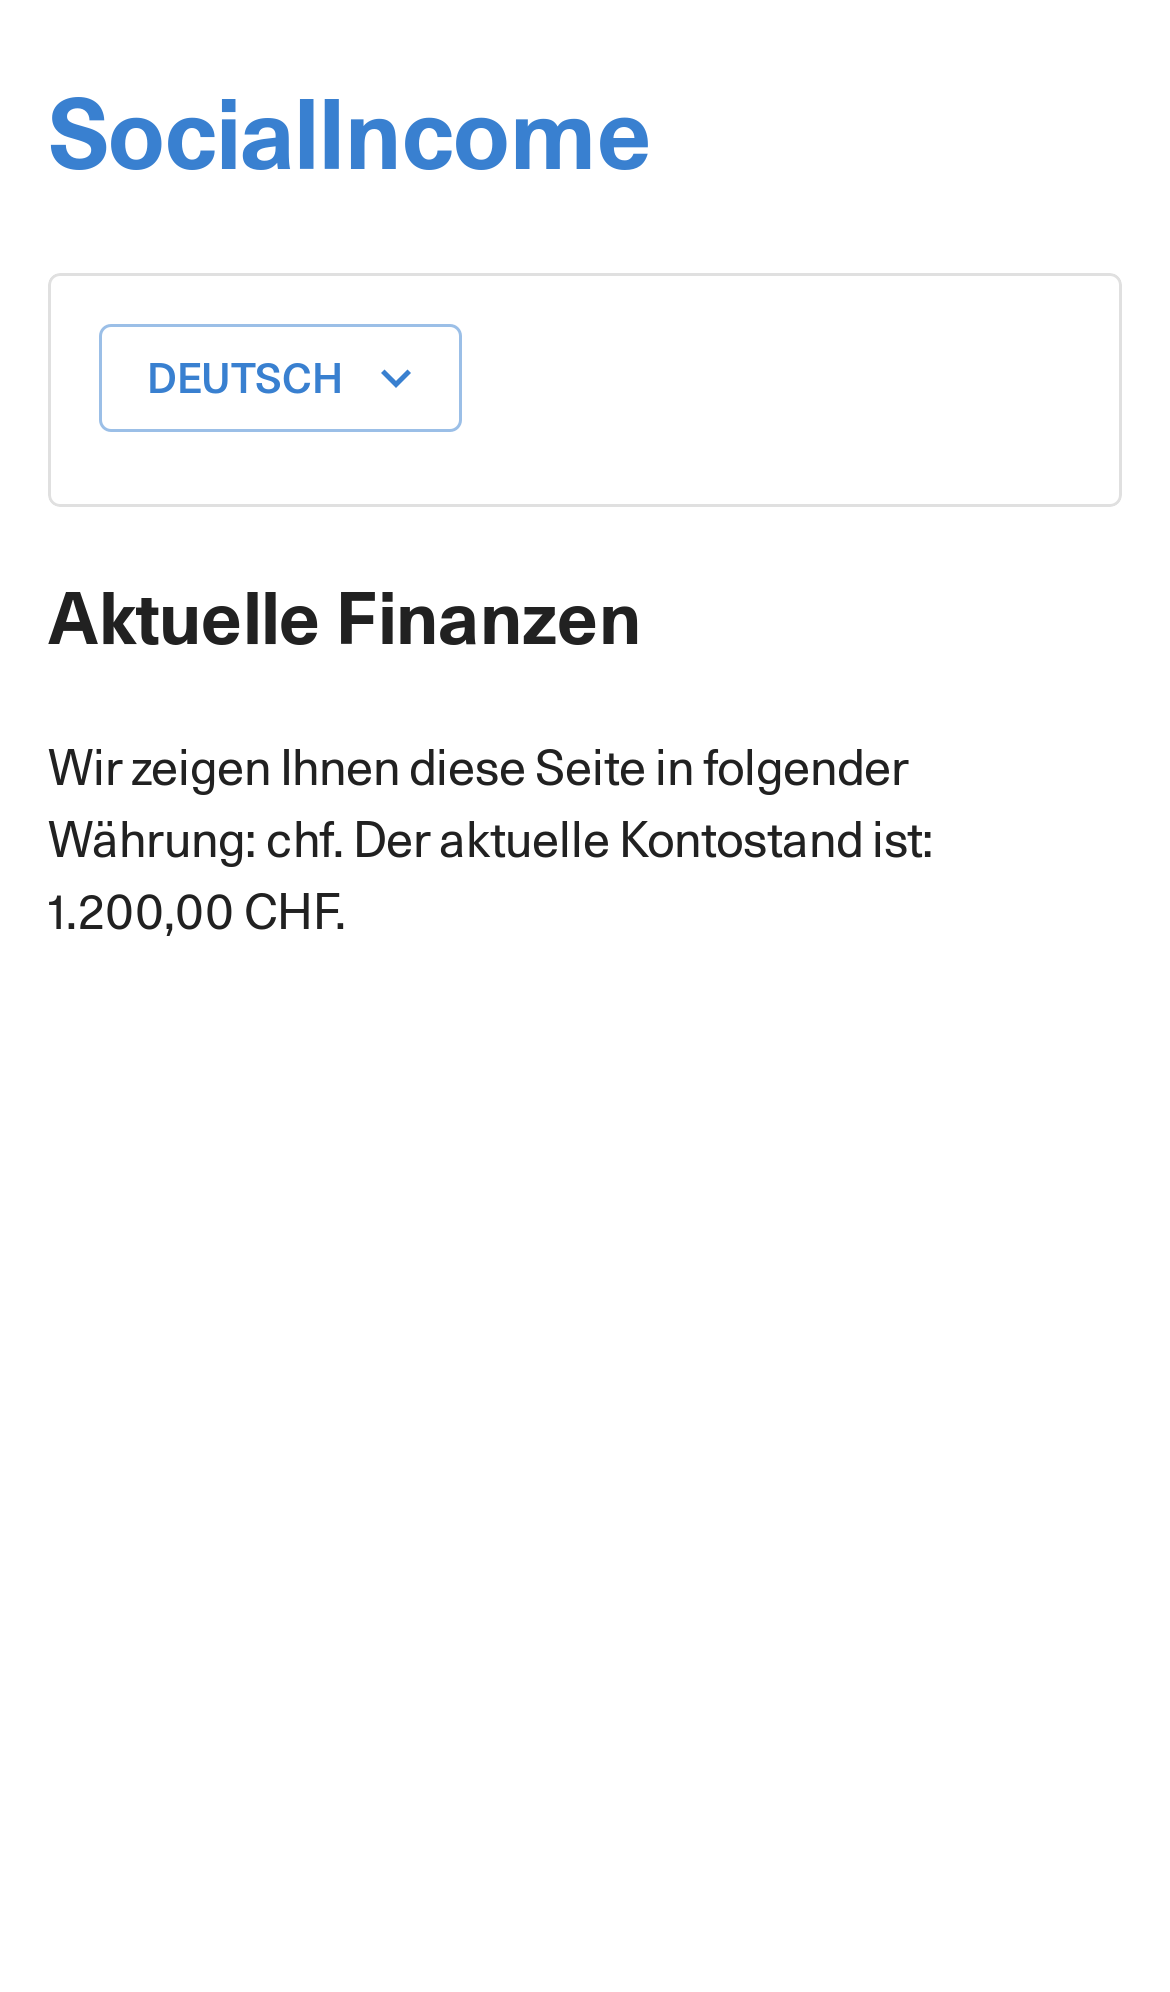 SocialIncome
DEUTSCH
Aktuelle Finanzen
Wir zeigen Ihnen diese Seite in folgender
Währung: chf. Der aktuelle Kontostand ist:
1.200,00 CHF.